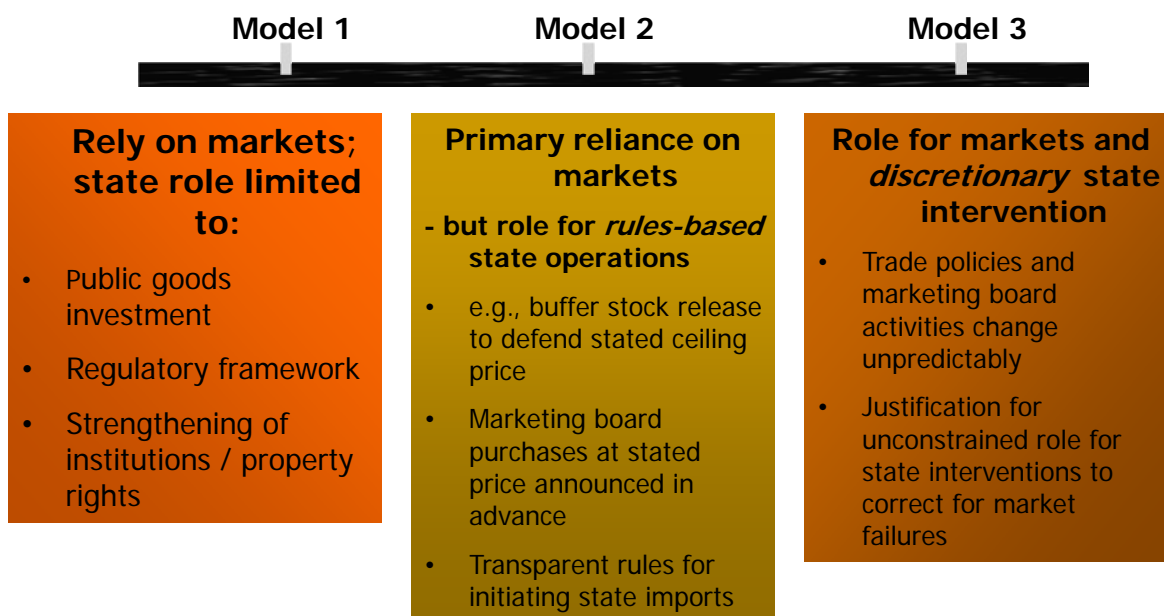 Model 1
Model 2
Model 3
Rely on markets;
state role limited
to:
• Public goods
investment
• Regulatory framework
• Strengthening of
institutions / property
rights
Primary reliance on
markets
- but role for rules-based
state operations
• e.g., buffer stock release
to defend stated ceiling
price
• Marketing board
purchases at stated
price announced in
advance
• Transparent rules for
initiating state imports
Role for markets and
discretionary state
intervention
• Trade policies and
marketing board
activities change
unpredictably
• Justification for
unconstrained role for
state interventions to
correct for market
failures